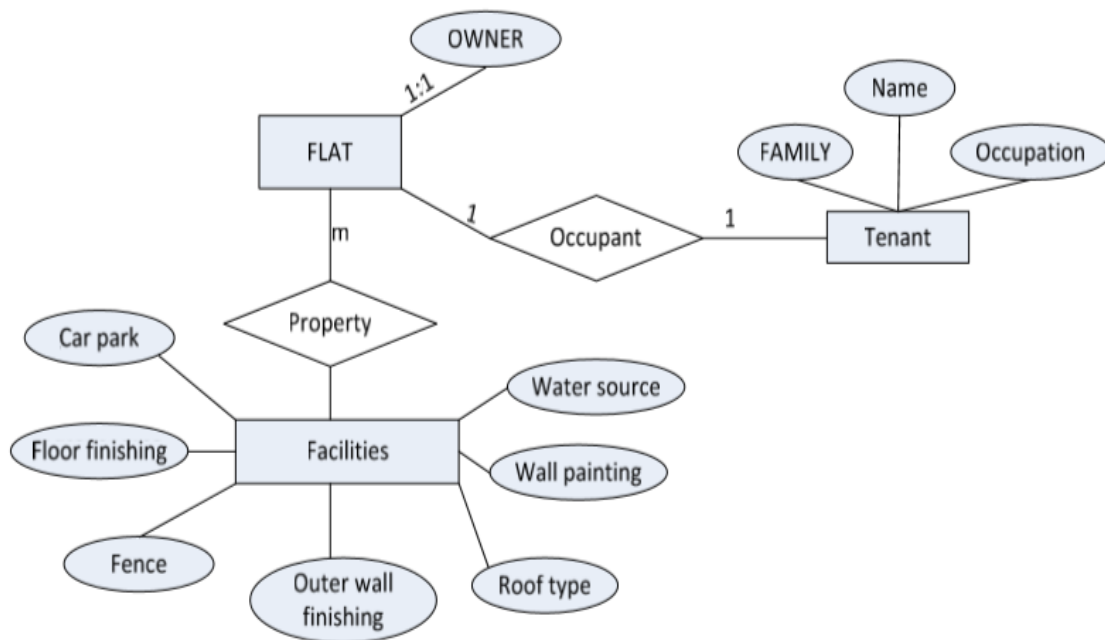 OWNER
1:1
Name
FLAT
FAMILY
Occupation
1
1
Occupant
Tenant
m
Property
Car park
Water source
Floor finishing
Facilities
Wall painting
Fence
Outer wall
finishing
Roof type